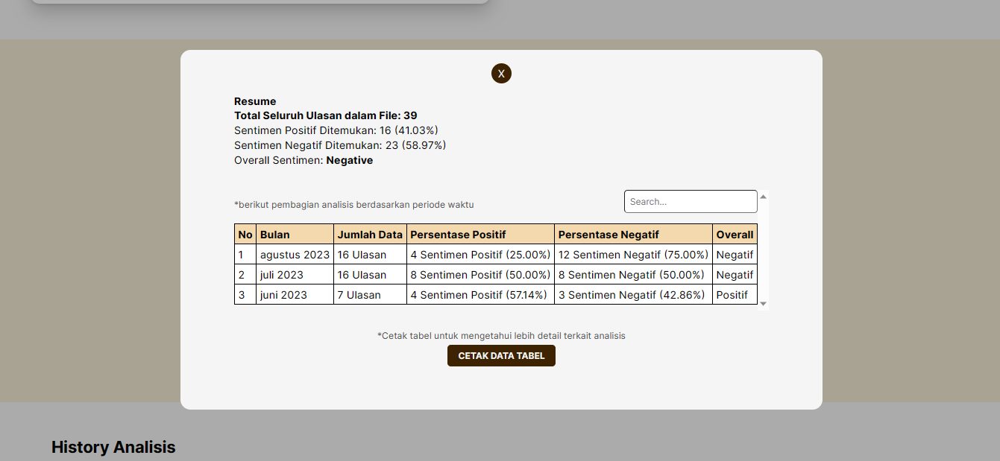 X
Resume
Total Seluruh Ulasan dalam File: 39
Sentimen Positif Ditemukan: 16 (41.03%)
Sentimen Negatif Ditemukan: 23 (58.97%)
Overall Sentimen: Negative
*berikut pembagian analisis berdasarkan periode waktu
Search...
No Bulan Jumlah Data Persentase Positif Persentase Negatif Overall
1 agustus 2023 16 Ulasan 4 Sentimen Positif (25.00%) 12 Sentimen Negatif (75.00%) Negatif
2 juli 2023 16 Ulasan 8 Sentimen Positif (50.00%) 8 Sentimen Negatif (50.00%) Negatif
3 juni 2023 7 Ulasan 4 Sentimen Positif (57.14%) 3 Sentimen Negatif (42.86%) Positif
*Cetak tabel untuk mengetahui lebih detail terkait analisis
CETAK DATA TABEL
History Analisis